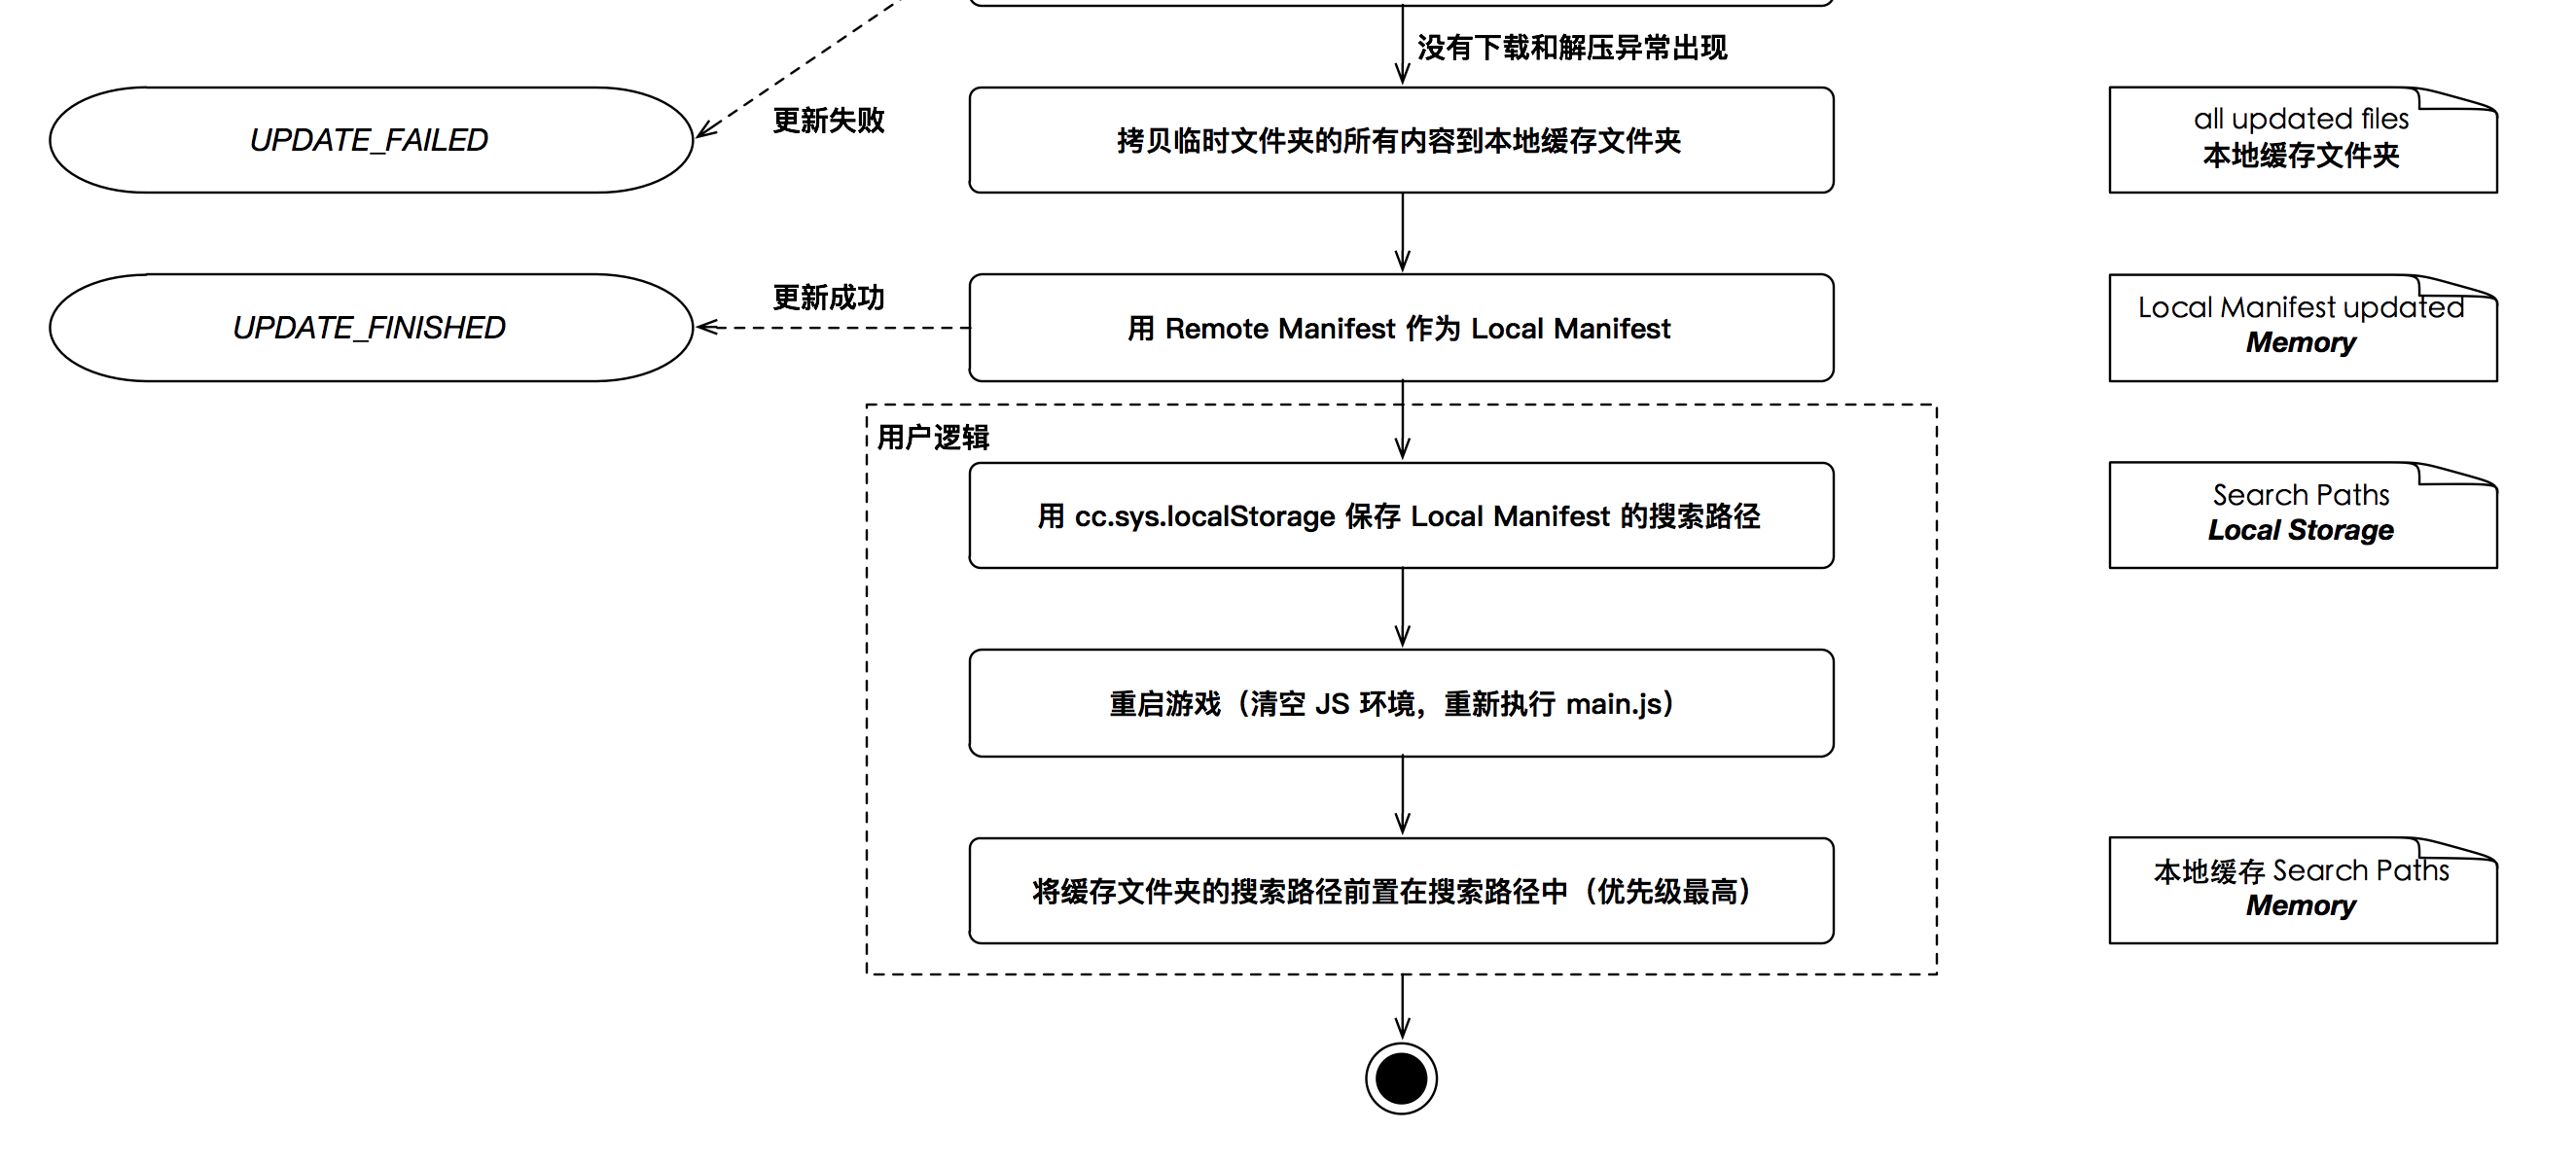 没有下载和解压异常出现
UPDATE_FAILED
更新失败
拷贝临时文件夹的所有内容到本地缓存文件夹
all updated files
本地缓存文件夹
UPDATE_FINISHED
更新成功
用 Remote Manifest 作为 Local Manifest
Local Manifest updated
Memory
用户逻辑
用 cc.sys.localStorage 保存 Local Manifest 的搜索路径
Search Paths
Local Storage
重启游戏（清空 JS 环境，重新执行 main.js）
将缓存文件夹的搜索路径前置在搜索路径中（优先级最高）
本地缓存 Search Paths
Memory